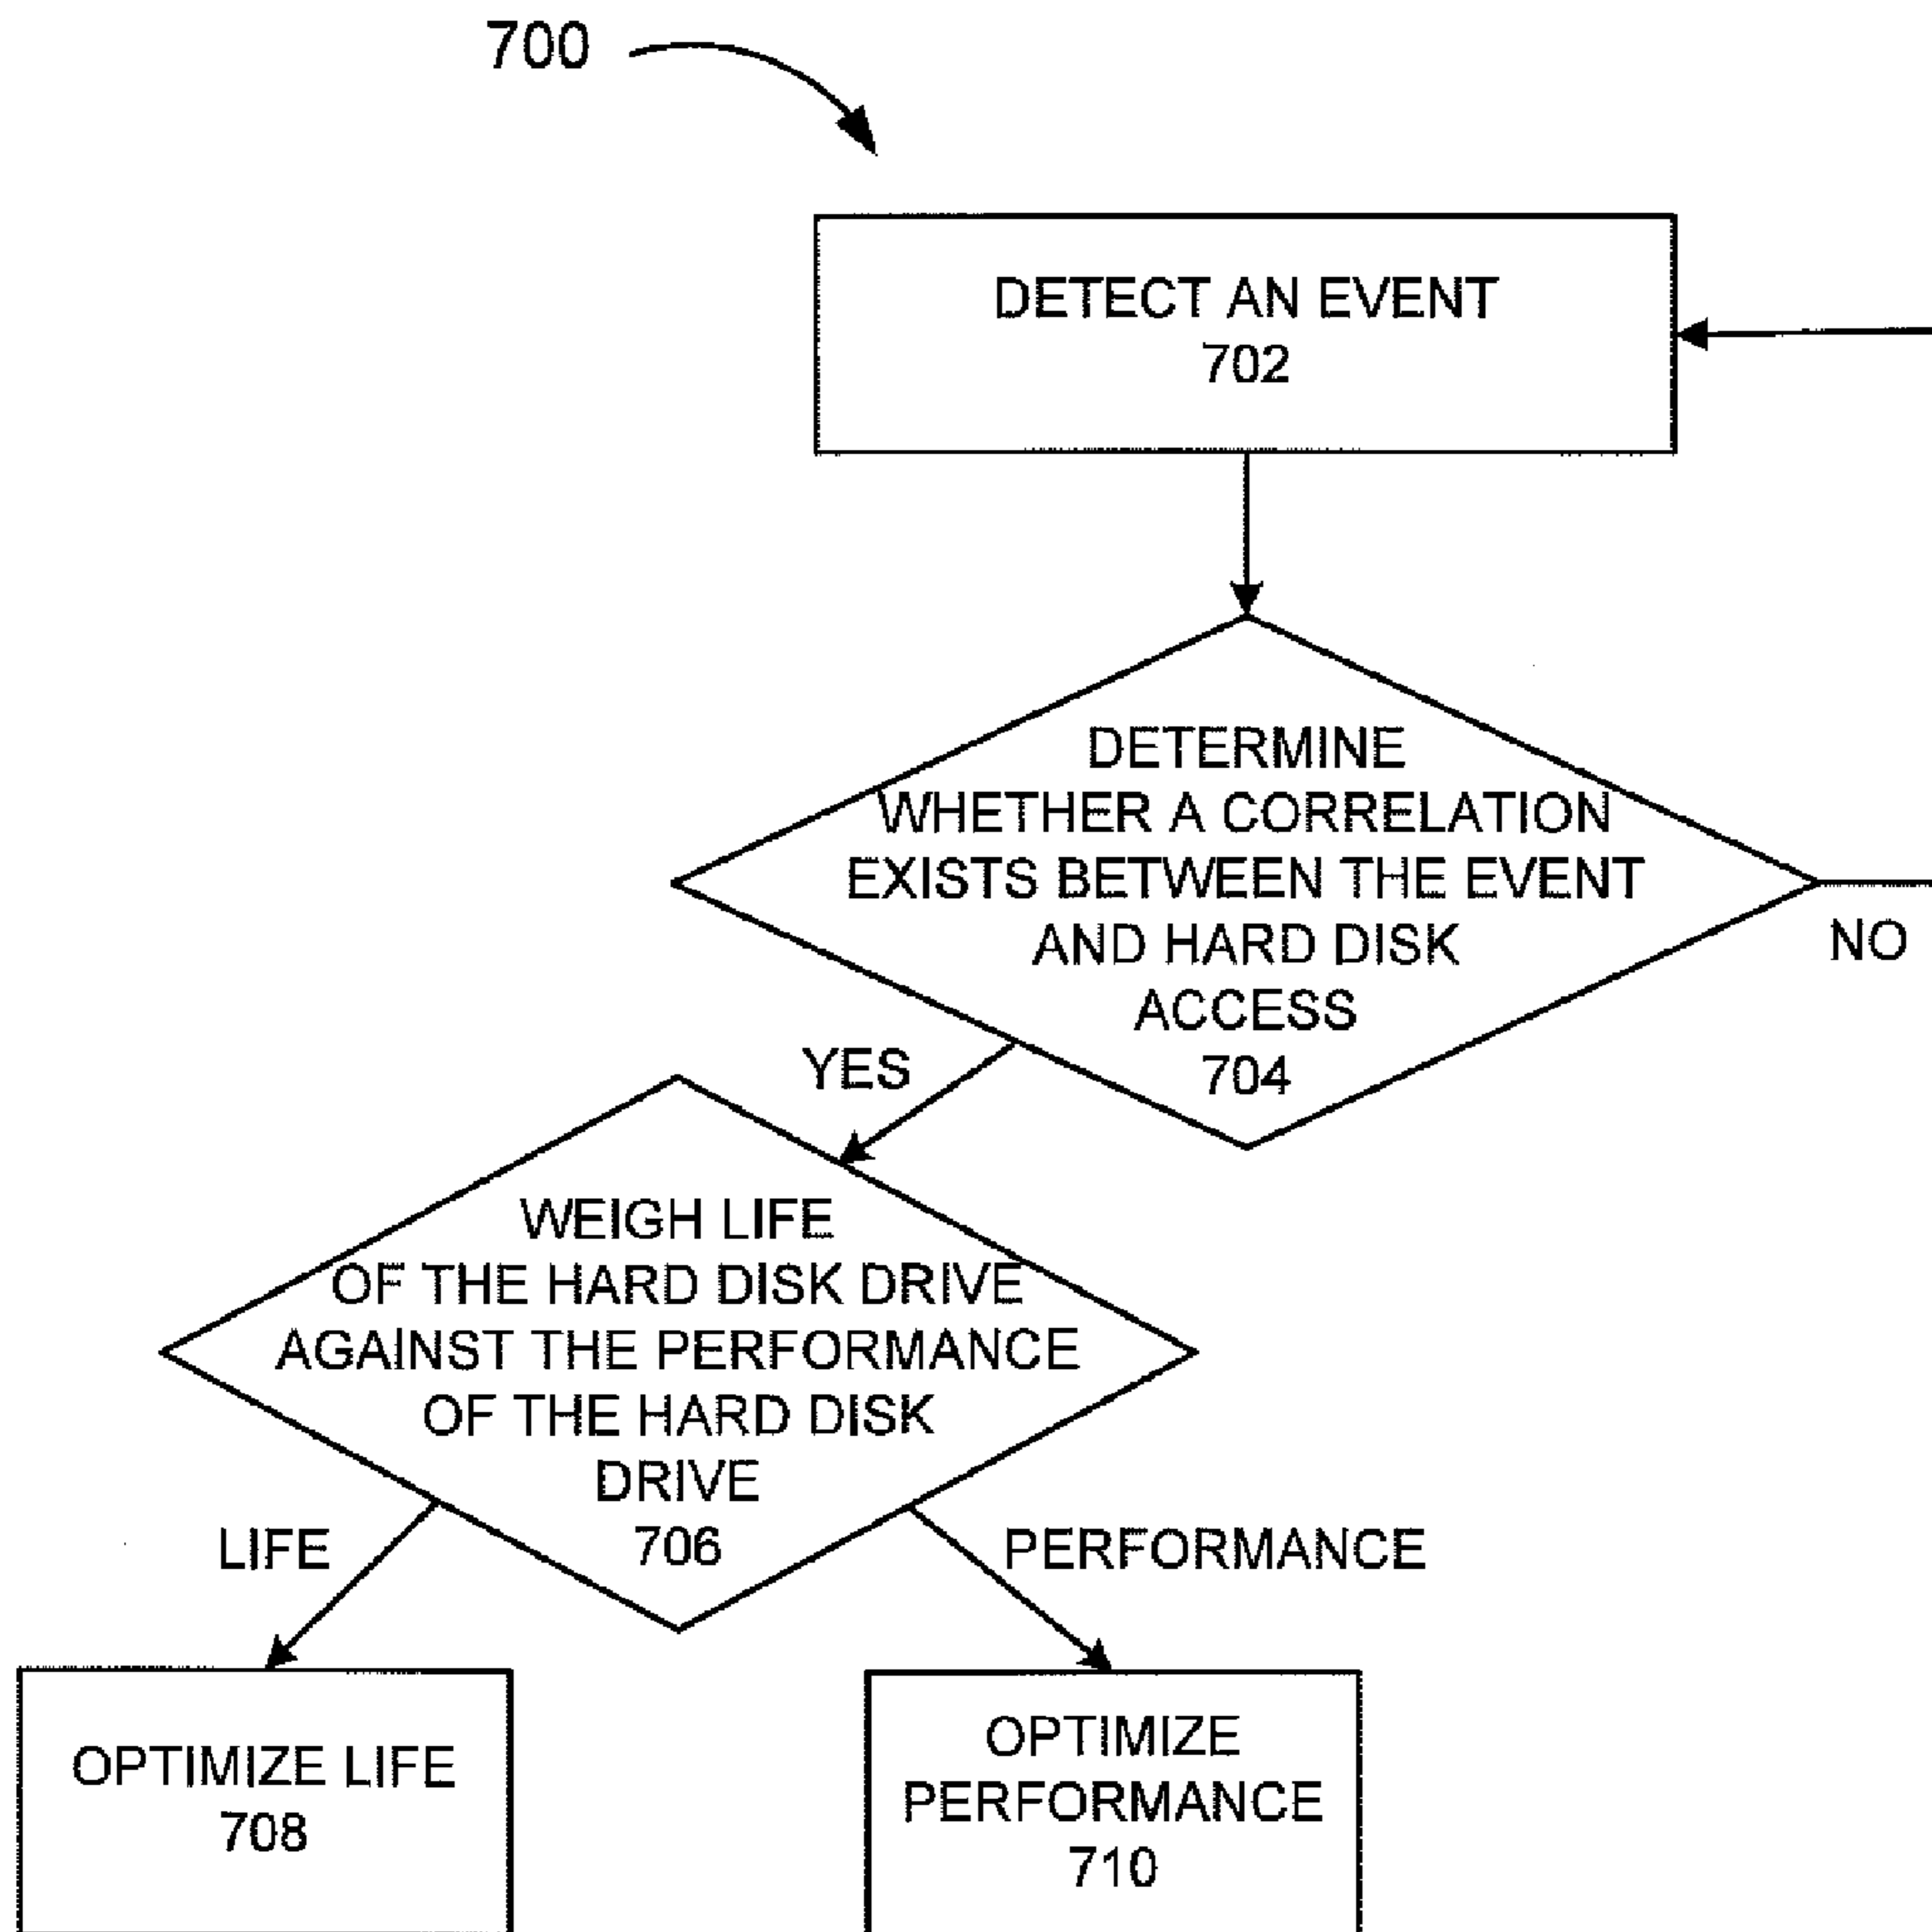 700
DETECT AN EVENT
702
DETERMINE
WHETHER A CORRELATION
EXISTS BETWEEN THE EVENT
AND HARD DISK
ACCESS
704
NO
YES
WEIGH LIFE
OF THE HARD DISK DRIVE
AGAINST THE PERFORMANCE
OF THE HARD DISK
DRIVE
706
LIFE
PERFORMANCE
OPTIMIZE LIFE
708
OPTIMIZE
PERFORMANCE
710